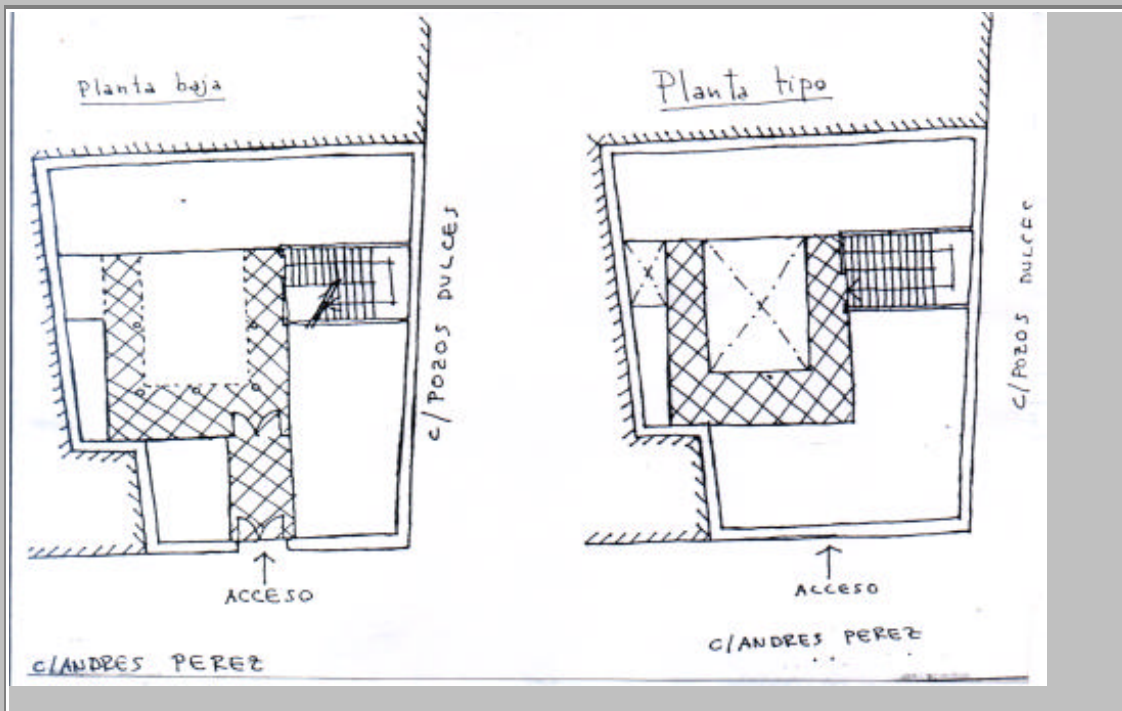 Planta baja
Planta tipo
C/POZOS DULCES
C/POZOS DULCES
ACCESO
ACCESO
C/ANDRES PEREZ
C/ANDRES PEREZ